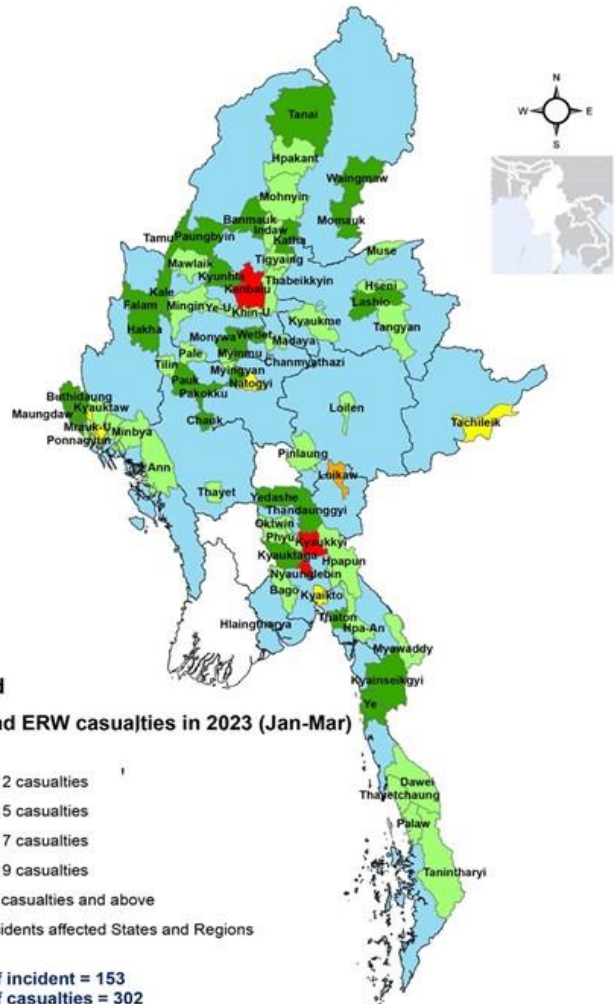 N
W E
S
Tanai
Hpakant
Waingmaw
Mohnyin
Banmauk
Momauk
Indaw
Tamu
Paungbyin
Katha
Muse
Mawlaik
Tigyaing
Kyunhla
Thabeikkyin
Hseni
Kale
Kanbalu
Lashio
Falam
Mingin
Ye-U
Khin-U
Kyaukme
Tangyan
Hakha
Monywa
Wetlet
Madaya
Pale
Myinmu
Chanmyathazi
Tilin
Myingyan
Pauk
Natogyi
Buthidaung
Pakokku
Loilen
Maungdaw
Kyauktaw
Tachileik
Mrauk-U
Chauk
Ponnagyun
Minbya
Pinlaung
Ann
Loikaw
Thayet
Yedashe
Thandaunggyi
Oktwin
Phyu
Kyaukkyi
Kyauktaga
Hpapun
Nyaunglebin
Bago
Kyaikto
Hlaingtharya
Thaton
Hpa-An
Myawaddy
Kyainseikgyi
d
Ye
nd ERW casualties in 2023 (Jan-Mar)
2 casualties
Dawei
Thayetchaung
5 casualties
Palaw
7 casualties
9 casualties
Tanintharyi
casualties and above
idents affected States and Regions
f incident = 153
f casualties = 302